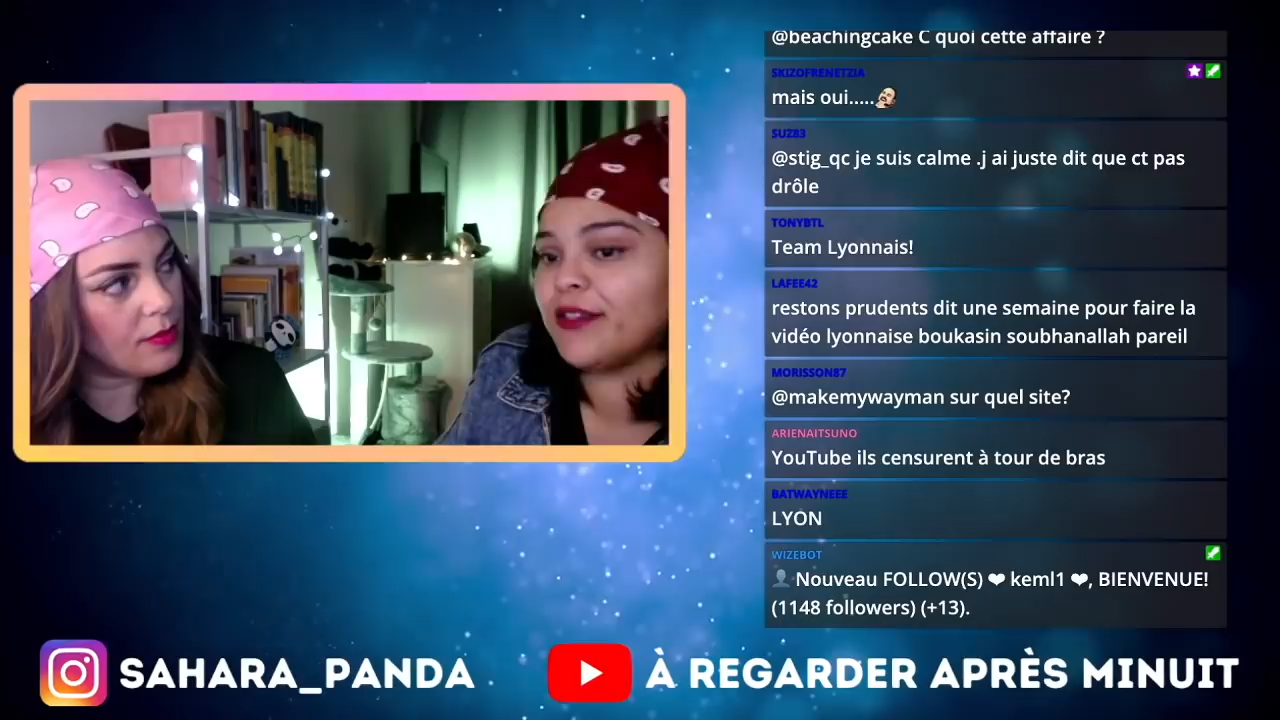 @beachingcake C quoi cette affaire ?
SKIZOFRENETZIA
mais oui.....
SUZ83
@stig_qc je suis calme .j ai juste dit que ct pas
drôle
TONYBTL
Team Lyonnais!
LAFEE42
restons prudents dit une semaine pour faire la
vidéo lyonnaise boukasin soubhanallah pareil
MORISSON87
@makemywayman sur quel site?
ARIENAITSUNO
YouTube ils censurent à tour de bras
BATWAYNEEE
LYON
WIZEBOT
👤 Nouveau FOLLOW(S) ❤ keml1 ❤, BIENVENUE!
(1148 followers) (+13).
SAHARA_PANDA
À REGARDER APRÈS MINUIT